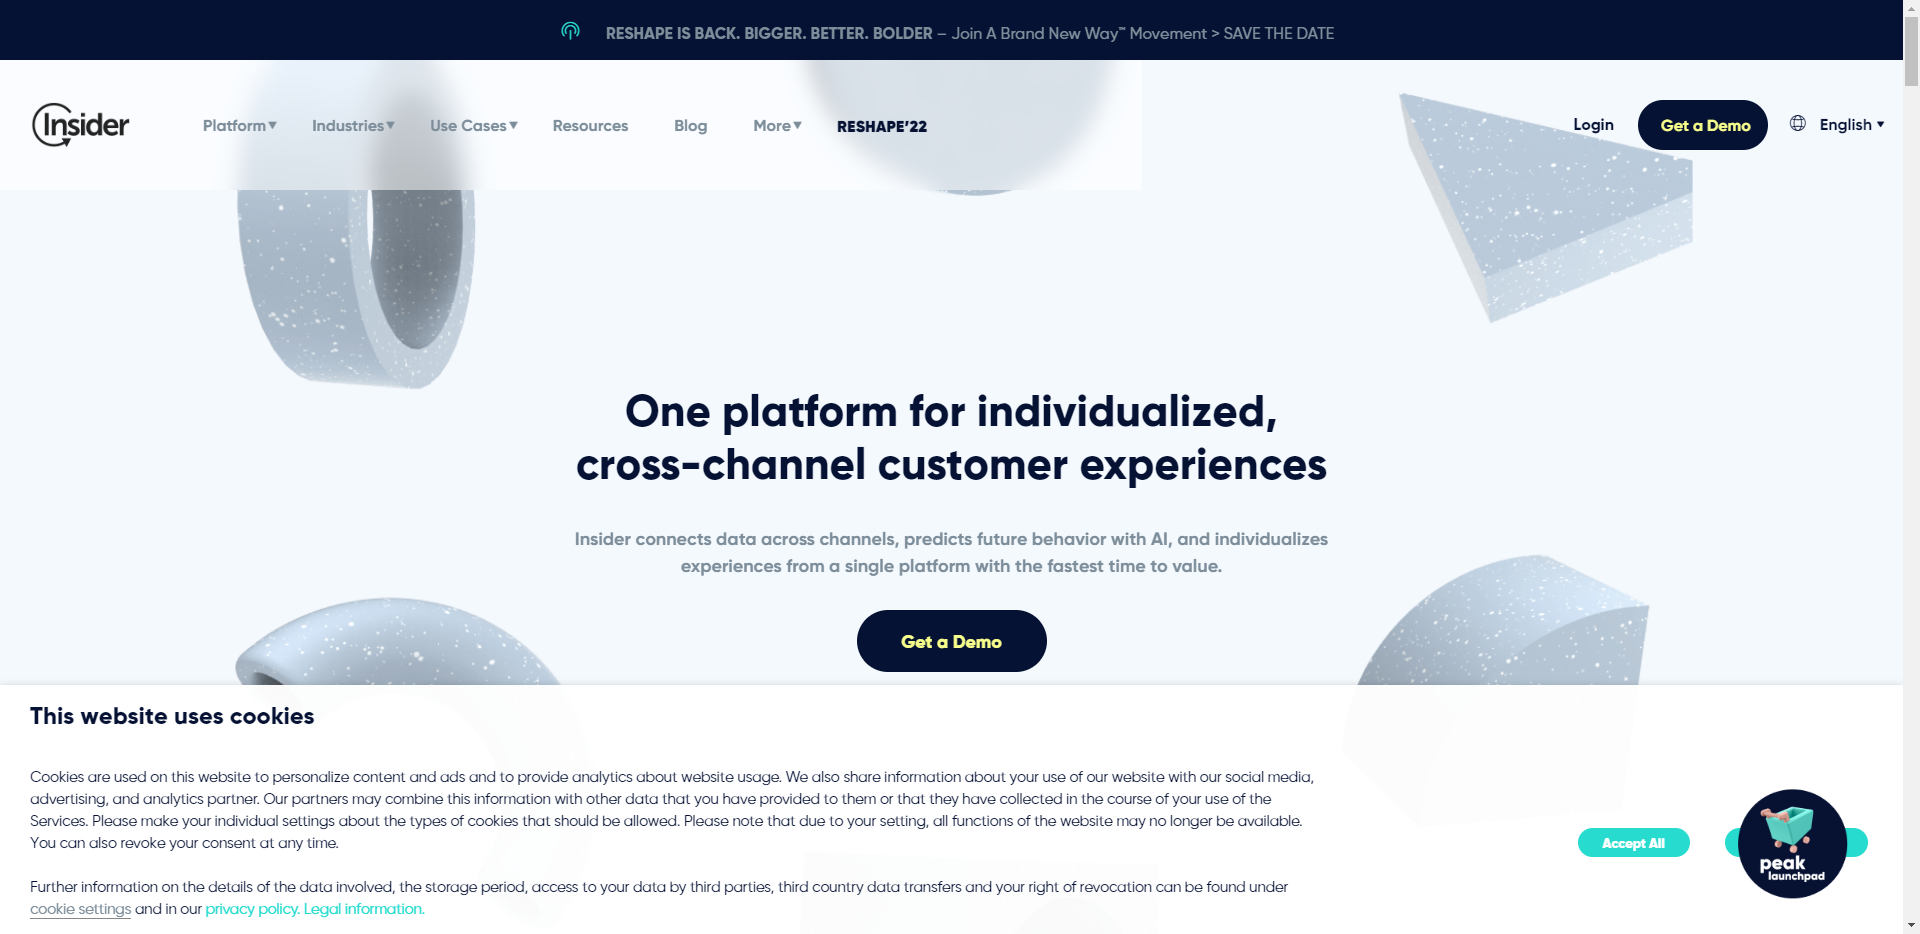 RESHAPE IS BACK. BIGGER. BETTER. BOLDER – Join A Brand New Way™ Movement > SAVE THE DATE
Insider
Platform
Industries
Use Cases
Resources
Blog
More
RESHAPE'22
Login
Get a Demo
English
One platform for individualized,
cross-channel customer experiences
Insider connects data across channels, predicts future behavior with AI, and individualizes
experiences from a single platform with the fastest time to value.
Get a Demo
This website uses cookies
Cookies are used on this website to personalize content and ads and to provide analytics about website usage. We also share information about your use of our website with our social media,
advertising, and analytics partner. Our partners may combine this information with other data that you have provided to them or that they have collected in the course of your use of the
Services. Please make your individual settings about the types of cookies that should be allowed. Please note that due to your setting, all functions of the website may no longer be available.
You can also revoke your consent at any time.
Further information on the details of the data involved, the storage period, access to your data by third parties, third country data transfers and your right of revocation can be found under
cookie settings and in our privacy policy. Legal information.
Accept All
peak
launchpad